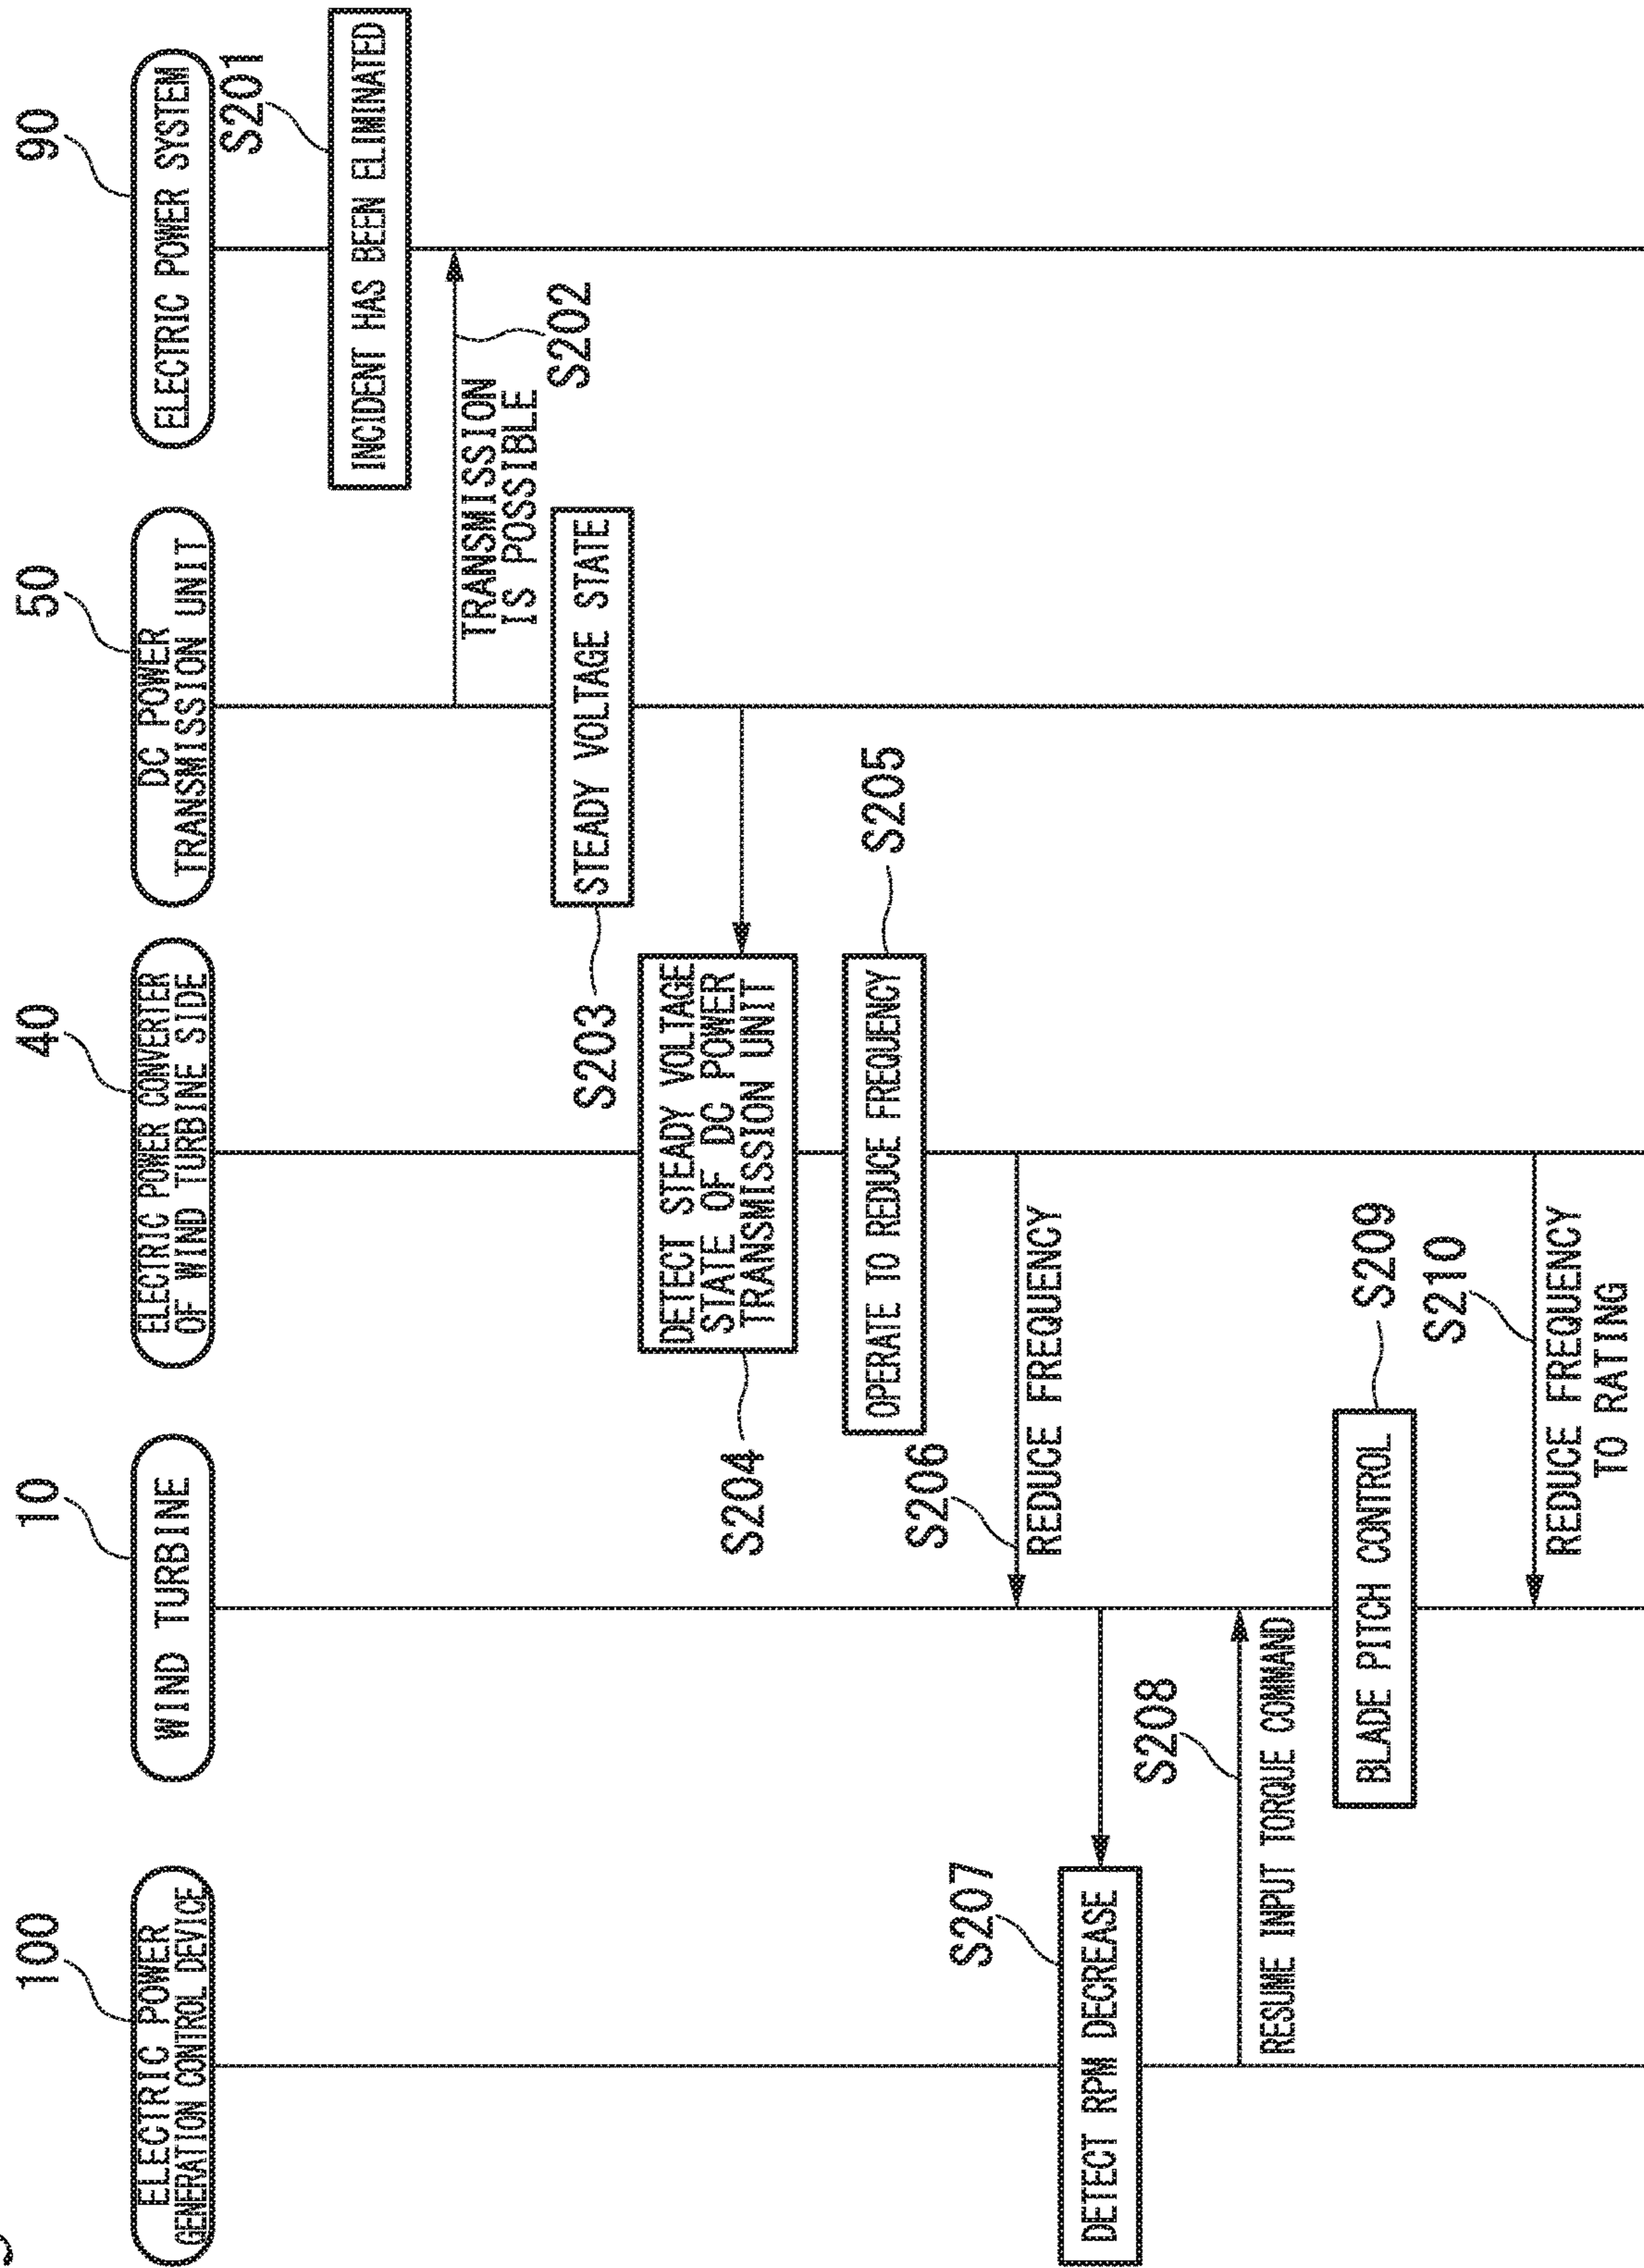 100
ELECTRIC POWER
GENERATION CONTROL DEVICE
10
WIND TURBINE
40
ELECTRIC POWER CONVERTER
OF WIND TURBINE SIDE
50
DC POWER
TRANSMISSION UNIT
90
ELECTRIC POWER SYSTEM
S201
INCIDENT HAS BEEN ELIMINATED
TRANSMISSION
IS POSSIBLE
S202
S203
STEADY VOLTAGE STATE
S204
DETECT STEADY VOLTAGE
STATE OF DC POWER
TRANSMISSION UNIT
S205
OPERATE TO REDUCE FREQUENCY
S206
REDUCE FREQUENCY
S207
DETECT RPM DECREASE
S208
RESUME INPUT TORQUE COMMAND
S209
BLADE PITCH CONTROL
S210
REDUCE FREQUENCY
TO RATING